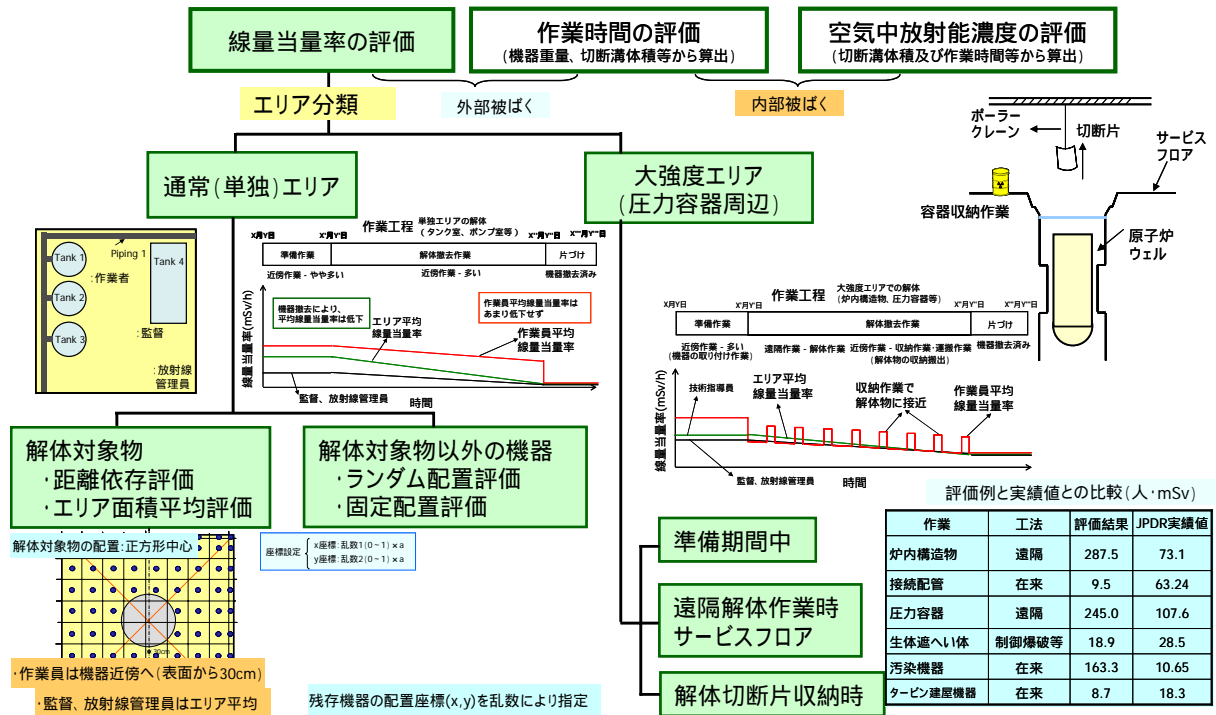 線量当量率の評価
作業時間の評価
(機器重量、切断溝体積等から算出)
空気中放射能濃度の評価
(切断溝体積及び作業時間等から算出)
エリア分類
外部被ばく
内部被ばく
通常(単独)エリア
大強度エリア
(圧力容器周辺)
ポーラー
クレーン
切断片
サービス
フロア
容器収納作業
原子炉
ウェル
Tank 1
Piping 1
Tank 4
:作業者
Tank 2
:監督
Tank 3
:放射線
管理員
作業工程
単独エリアの解体
(タンク室、ポンプ室等)
X月Y日
X'月Y'日
X''月Y''日
X'''月Y'''日
準備作業
解体撤去作業
片づけ
近傍作業 - やや多い
近傍作業 - 多い
機器撤去済み
線量当量率(mSv/h)
機器撤去により、
平均線量当量率は低下
エリア平均
線量当量率
作業員平均線量当量率は
あまり低下せず
作業員平均
線量当量率
監督、放射線管理員
時間
作業工程
大強度エリアでの解体
(炉内構造物、圧力容器等)
X月Y日
X'月Y'日
X''月Y''日
X'''月Y'''日
準備作業
解体撤去作業
片づけ
近傍作業 - 多い
(機器の取り付け作業)
遠隔作業 - 解体作業
近傍作業 - 収納作業・運搬作業
(解体物の収納搬出)
機器撤去済み
線量当量率(mSv/h)
技術指導員
エリア平均
線量当量率
収納作業で
解体物に接近
作業員平均
線量当量率
監督、放射線管理員
時間
解体対象物
・距離依存評価
・エリア面積平均評価
解体対象物以外の機器
・ランダム配置評価
・固定配置評価
解体対象物の配置:正方形中心
30cm
・作業員は機器近傍へ(表面から30cm)
・監督、放射線管理員はエリア平均
座標設定
x座標:乱数1(0~1)×a
y座標:乱数2(0~1)×a
残存機器の配置座標(x,y)を乱数により指定
準備期間中
遠隔解体作業時
サービスフロア
解体切断片収納時
評価例と実績値との比較(人・mSv)
作業 工法 評価結果 JPDR実績値
炉内構造物 遠隔 287.5 73.1
接続配管 在来 9.5 63.24
圧力容器 遠隔 245.0 107.6
生体遮へい体 制御爆破等 18.9 28.5
汚染機器 在来 163.3 10.65
タービン建屋機器 在来 8.7 18.3